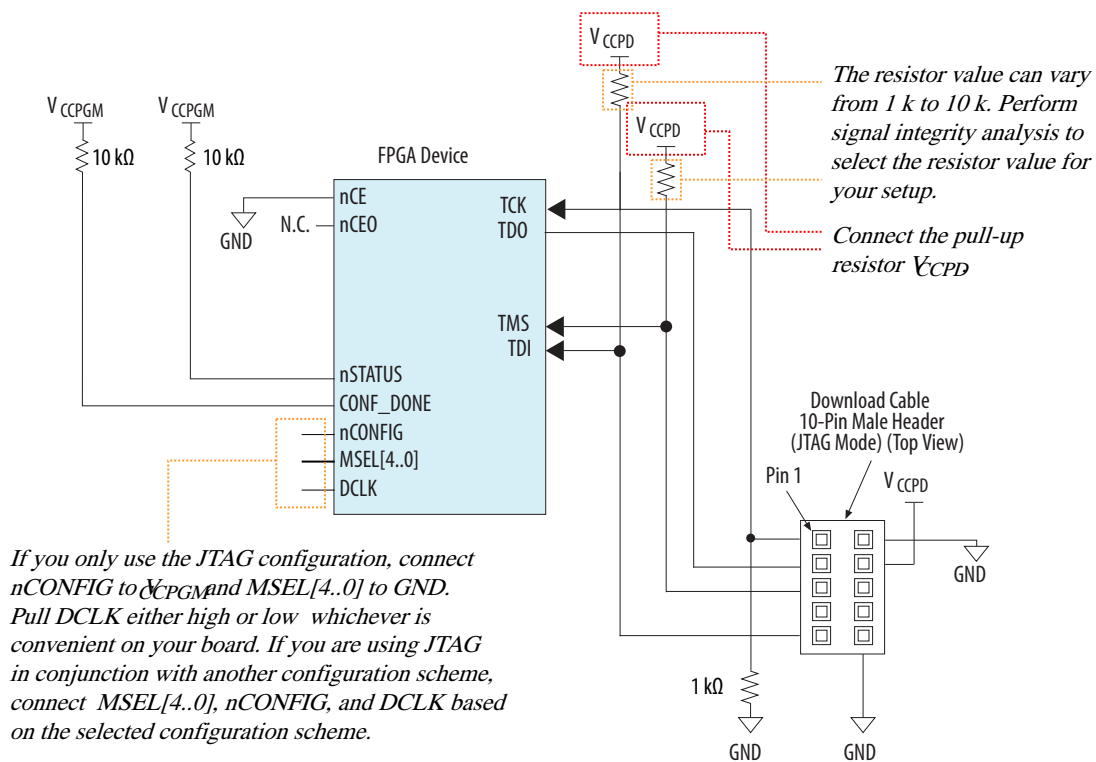 V CCPD
The resistor value can vary
from 1 k to 10 k. Perform
signal integrity analysis to
select the resistor value for
your setup.
V CCPGM
V CCPGM
V CCPD
10 kΩ
10 kΩ
FPGA Device
nCE
TCK
GND
N.C.
nCEO
TDO
Connect the pull-up
resistor VCCPD
TMS
TDI
nSTATUS
CONF_DONE
nCONFIG
MSEL[4..0]
DCLK
Download Cable
10-Pin Male Header
(JTAG Mode) (Top View)
Pin 1
V CCPD
GND
If you only use the JTAG configuration, connect
nCONFIG to VCCPGM and MSEL[4..0] to GND.
Pull DCLK either high or low whichever is
convenient on your board. If you are using JTAG
in conjunction with another configuration scheme,
connect MSEL[4..0], nCONFIG, and DCLK based
on the selected configuration scheme.
1 kΩ
GND
GND